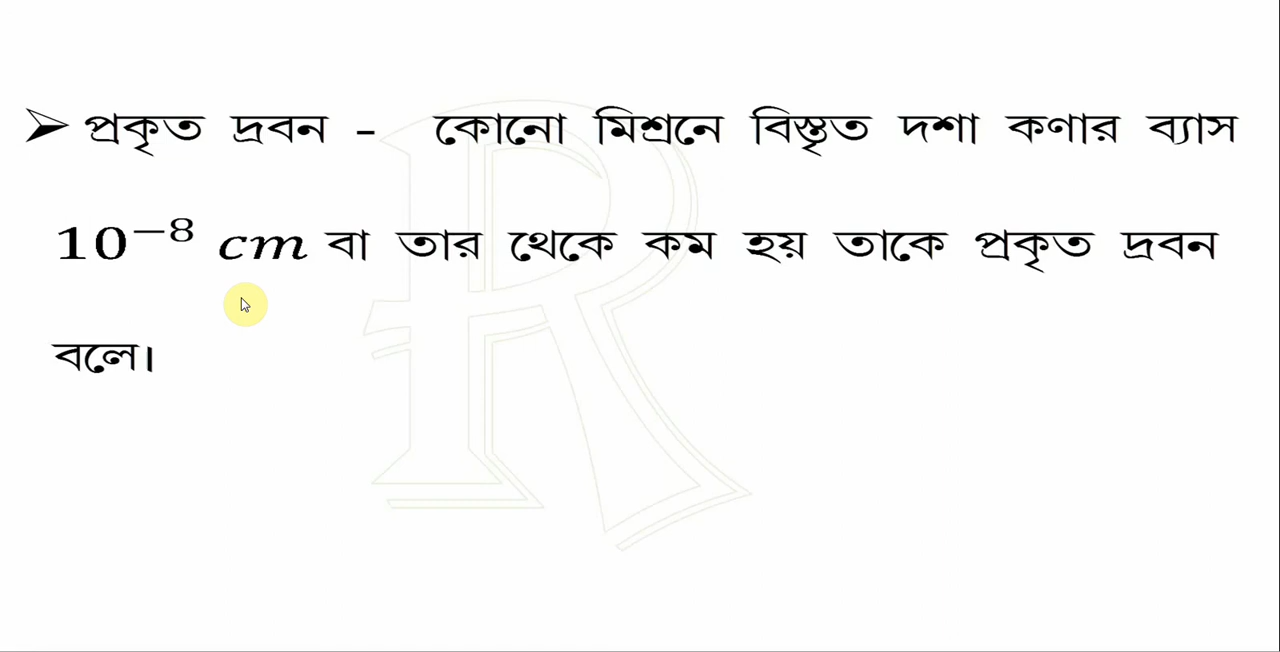 ➢ প্রকৃত দ্রবন - কোনো মিশ্রনে বিস্তৃত দশা কণার ব্যাস
10⁻⁸ cm বা তার থেকে কম হয় তাকে প্রকৃত দ্রবন
বলে।